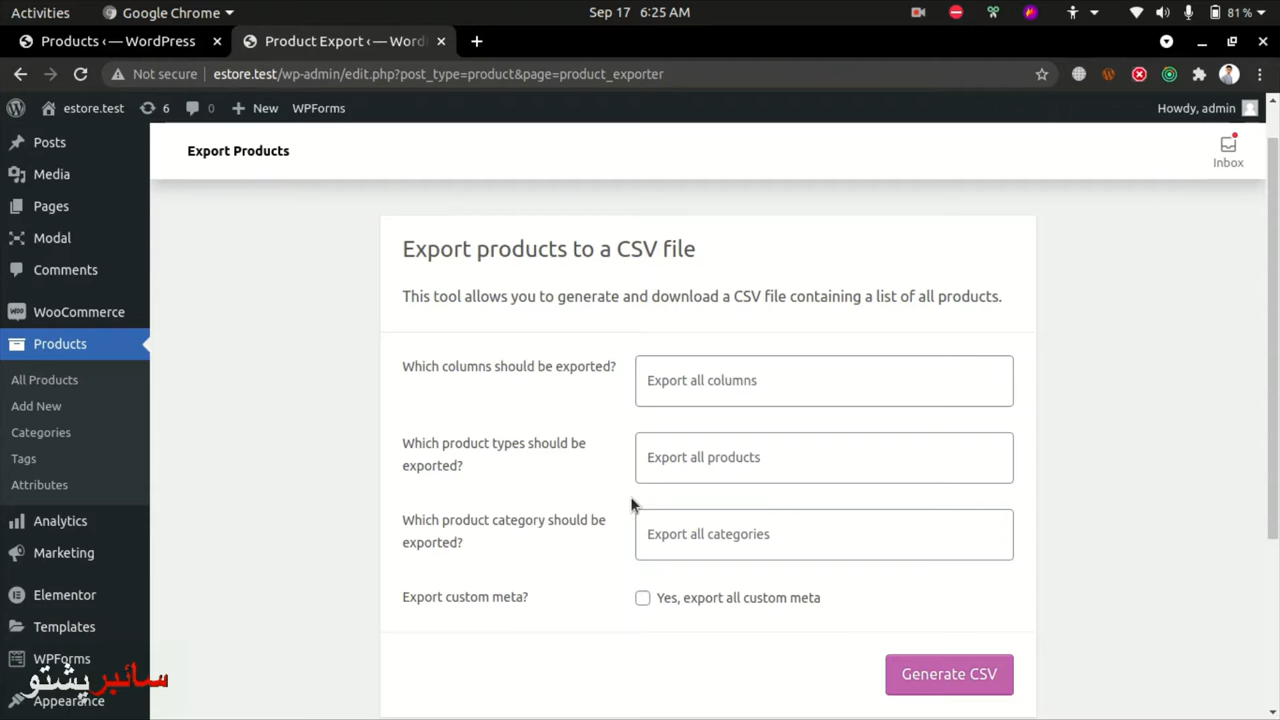 Activities
Google Chrome
Sep 17 6:25 AM
81 %
Products ‹ — WordPress
Product Export ‹ — Word
Not secure
estore.test/wp-admin/edit.php?post_type=product&page=product_exporter
estore.test
6
0
New
WPForms
Howdy, admin
Posts
Media
Pages
Modal
Comments
WooCommerce
Products
All Products
Add New
Categories
Tags
Attributes
Analytics
Marketing
Elementor
Templates
WPForms
Appearance
Export Products
Inbox
Export products to a CSV file
This tool allows you to generate and download a CSV file containing a list of all products.
Which columns should be exported?
Export all columns
Which product types should be
exported?
Export all products
Which product category should be
exported?
Export all categories
Export custom meta?
Yes, export all custom meta
Generate CSV
سائبر پشتو